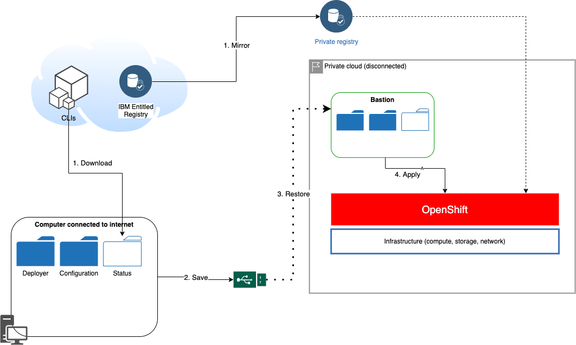 1. Mirror
Private registry
Private cloud (disconnected)
CLIs
IBM Entitled
Registry
Bastion
1. Download
4. Apply
3. Restore
OpenShift
Computer connected to internet
Infrastructure (compute, storage, network)
Deployer
Configuration
Status
2. Save